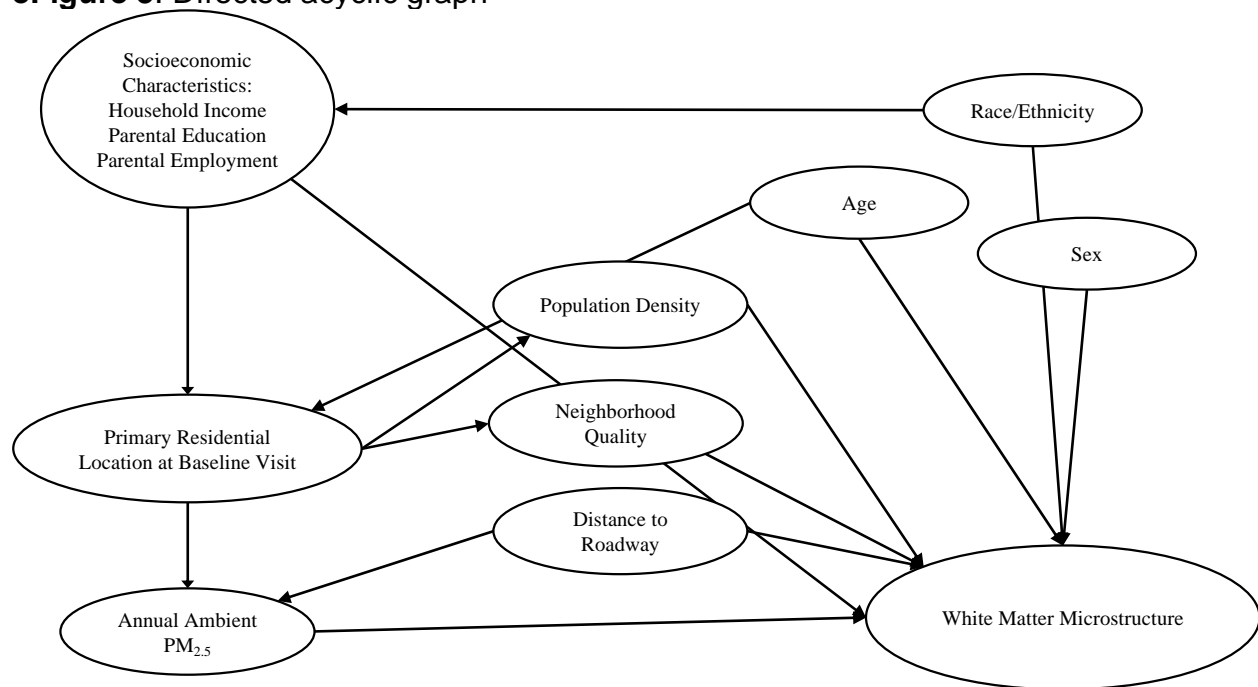 eFigure 3. Directed acyclic graph
Socioeconomic
Characteristics:
Household Income
Parental Education
Parental Employment
Race/Ethnicity
Age
Sex
Population Density
Neighborhood
Quality
Primary Residential
Location at Baseline Visit
Distance to
Roadway
Annual Ambient
PM2.5
White Matter Microstructure